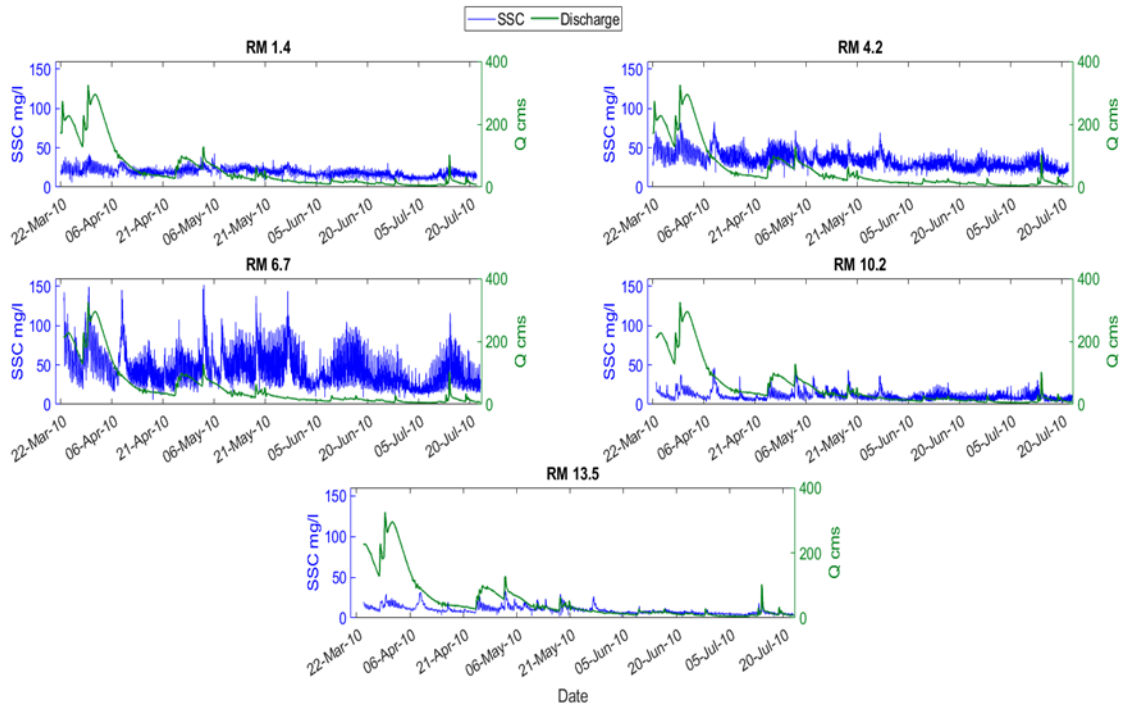 SSC Discharge
RM 1.4
RM 4.2
150
100
50
0
SSC mg/l
400
200
0
Q cms
22-Mar-10
06-Apr-10
21-Apr-10
06-May-10
21-May-10
05-Jun-10
20-Jun-10
05-Jul-10
20-Jul-10
150
100
50
0
SSC mg/l
400
200
0
Q cms
22-Mar-10
06-Apr-10
21-Apr-10
06-May-10
21-May-10
05-Jun-10
20-Jun-10
05-Jul-10
20-Jul-10
RM 6.7
RM 10.2
150
100
50
0
SSC mg/l
400
200
0
Q cms
22-Mar-10
06-Apr-10
21-Apr-10
06-May-10
21-May-10
05-Jun-10
20-Jun-10
05-Jul-10
20-Jul-10
150
100
50
0
SSC mg/l
400
200
0
Q cms
22-Mar-10
06-Apr-10
21-Apr-10
06-May-10
21-May-10
05-Jun-10
20-Jun-10
05-Jul-10
20-Jul-10
RM 13.5
150
100
50
0
SSC mg/l
400
200
0
Q cms
22-Mar-10
06-Apr-10
21-Apr-10
06-May-10
21-May-10
05-Jun-10
20-Jun-10
05-Jul-10
20-Jul-10
Date